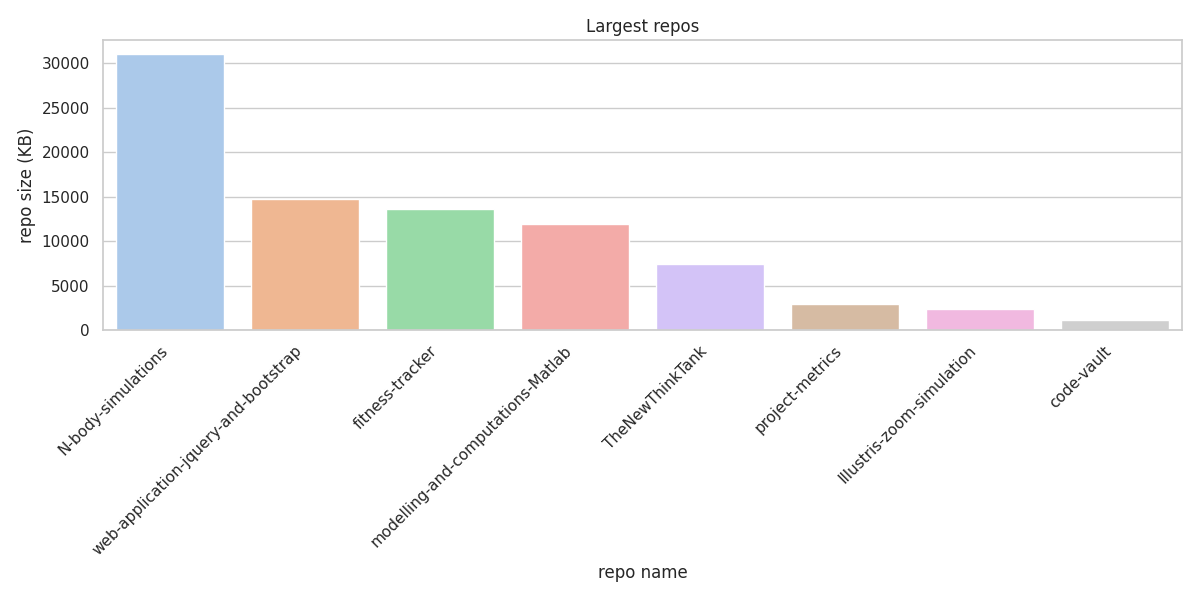 Largest repos
repo size (KB)
30000
25000
20000
15000
10000
5000
0
N-body-simulations
web-application-jquery-and-bootstrap
fitness-tracker
modelling-and-computations-Matlab
TheNewThinkTank
project-metrics
Illustris-zoom-simulation
code-vault
repo name